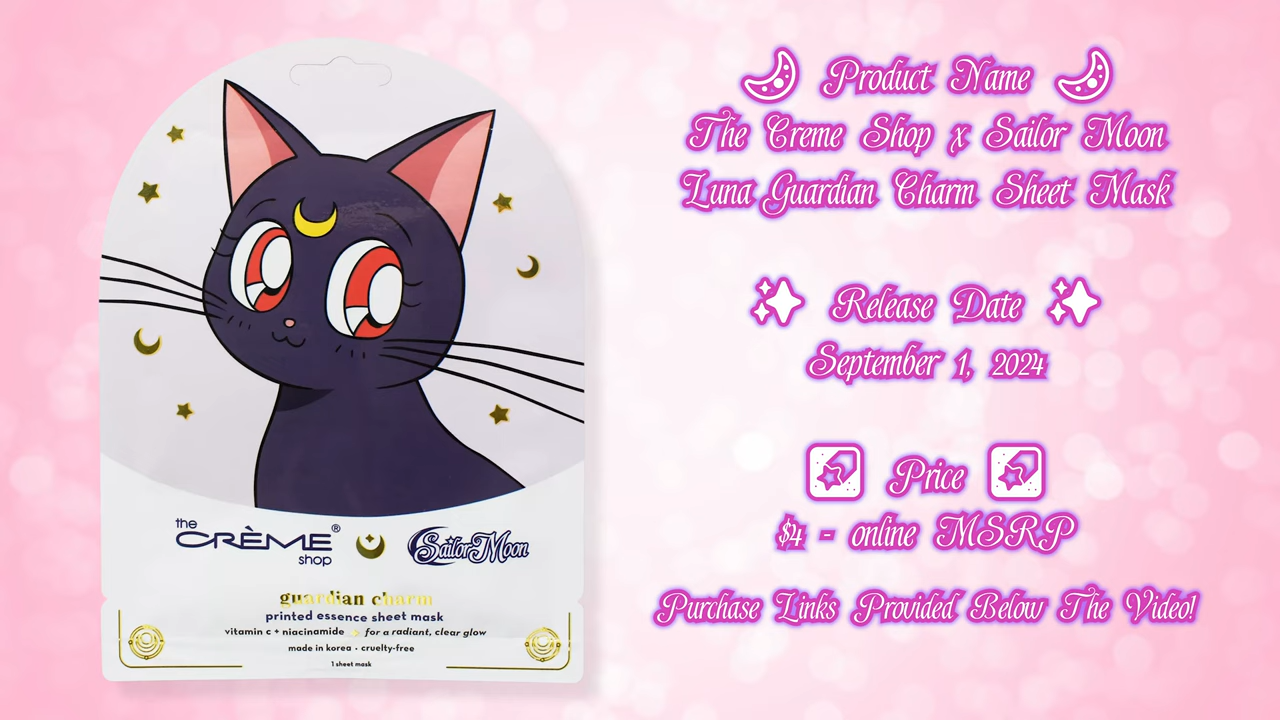 the
CRÈME®
shop
Sailor Moon
guardian charm
printed essence sheet mask
vitamin c + niacinamide for a radiant, clear glow
made in korea · cruelty-free
1 sheet mask
Product Name
The Creme Shop x Sailor Moon
Luna Guardian Charm Sheet Mask
Release Date
September 1, 2024
Price
$4 - online MSRP
Purchase Links Provided Below The Video!